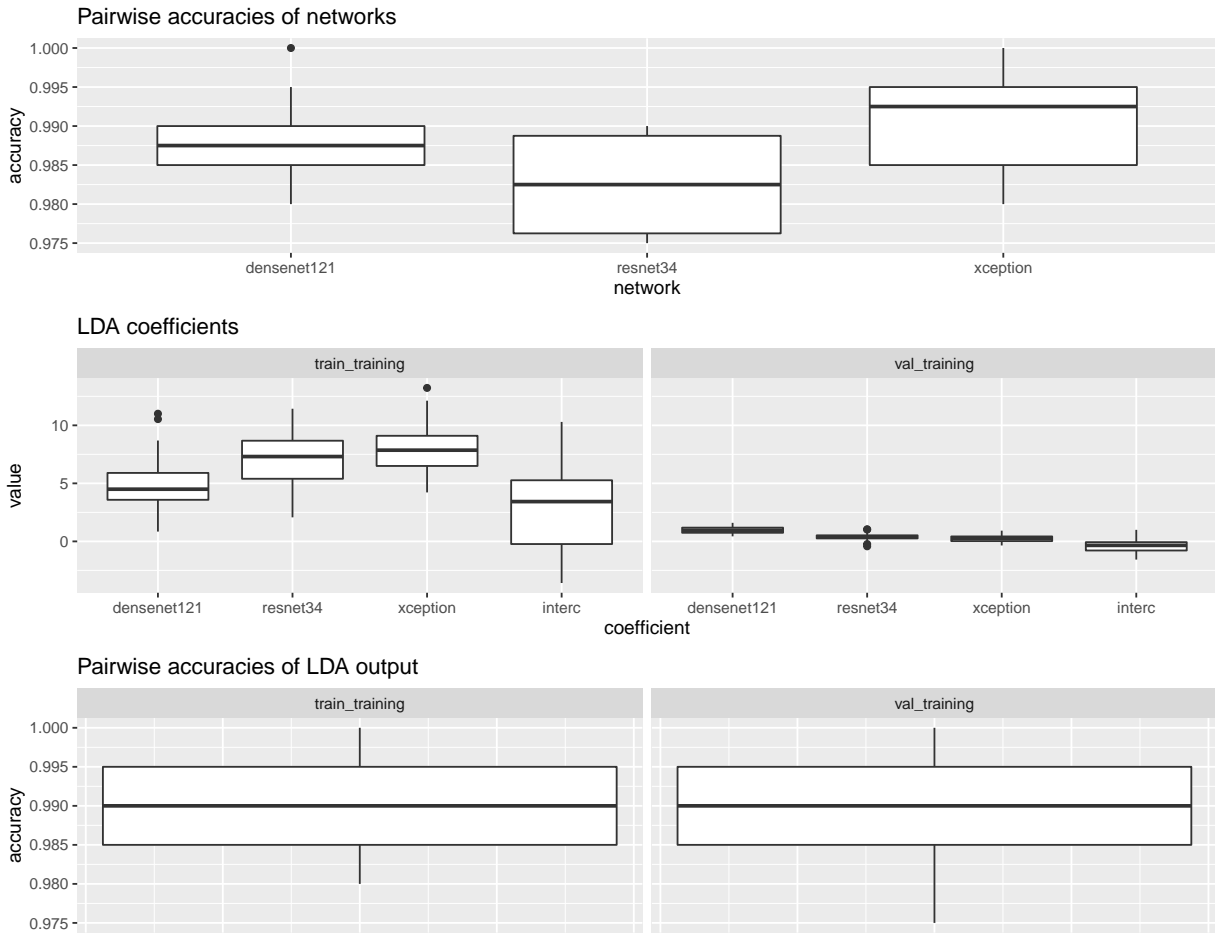 Pairwise accuracies of networks
1.000
0.995
0.990
0.985
0.980
0.975
accuracy
densenet121 resnet34 xception
network
LDA coefficients
train_training val_training
10
5
0
value
densenet121 resnet34 xception interc densenet121 resnet34 xception interc
coefficient
Pairwise accuracies of LDA output
train_training val_training
1.000
0.995
0.990
0.985
0.980
0.975
accuracy